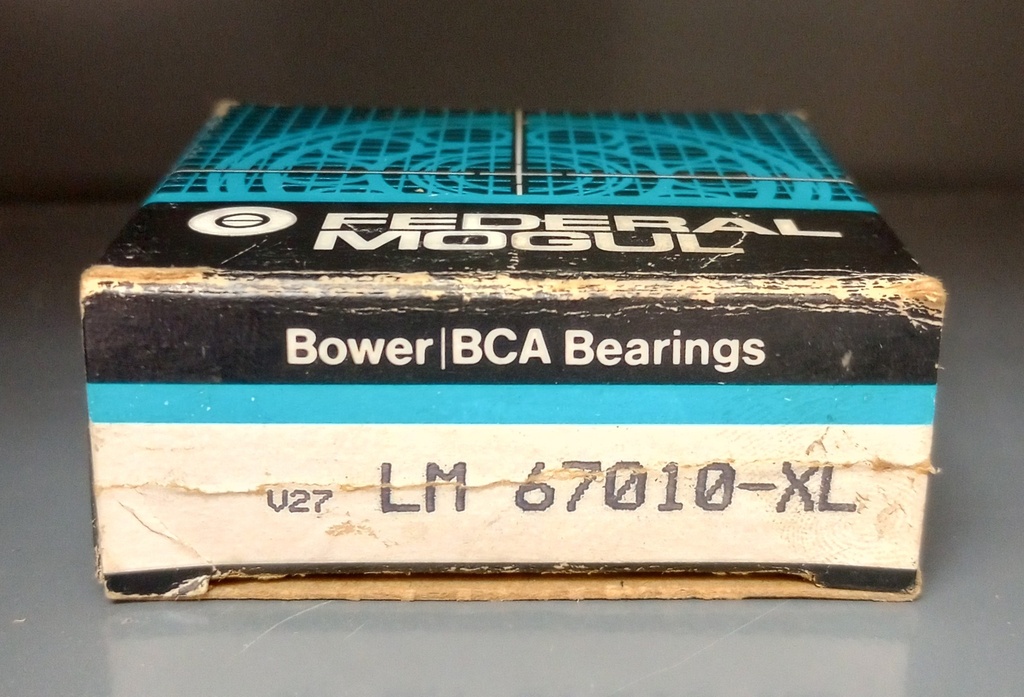 FEDERAL
MOGUL
Bower|BCA Bearings
V27 LM 67010-XL